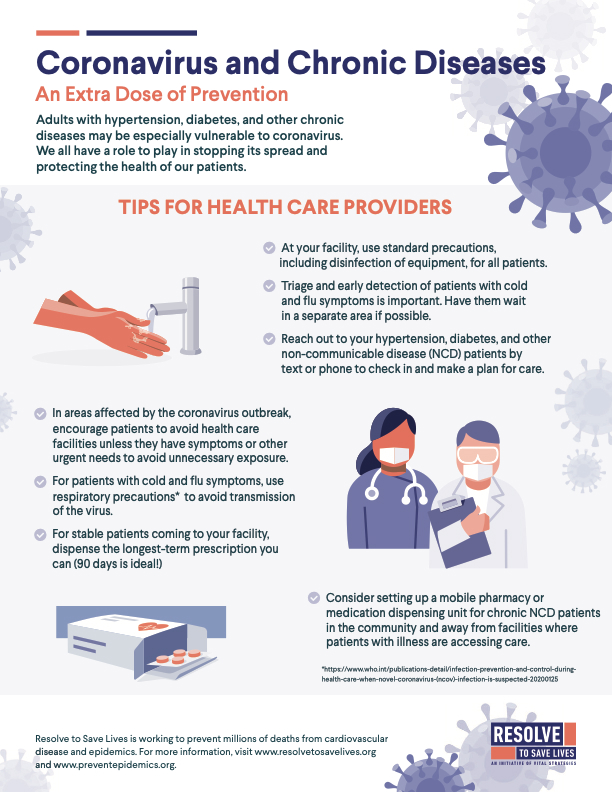 Coronavirus and Chronic Diseases
An Extra Dose of Prevention
Adults with hypertension, diabetes, and other chronic
diseases may be especially vulnerable to coronavirus.
We all have a role to play in stopping its spread and
protecting the health of our patients.
TIPS FOR HEALTH CARE PROVIDERS
At your facility, use standard precautions,
including disinfection of equipment, for all patients.
Triage and early detection of patients with cold
and flu symptoms is important. Have them wait
in a separate area if possible.
Reach out to your hypertension, diabetes, and other
non-communicable disease (NCD) patients by
text or phone to check in and make a plan for care.
In areas affected by the coronavirus outbreak,
encourage patients to avoid health care
facilities unless they have symptoms or other
urgent needs to avoid unnecessary exposure.
For patients with cold and flu symptoms, use
respiratory precautions* to avoid transmission
of the virus.
For stable patients coming to your facility,
dispense the longest-term prescription you
can (90 days is ideal!)
Consider setting up a mobile pharmacy or
medication dispensing unit for chronic NCD patients
in the community and away from facilities where
patients with illness are accessing care.
*https://www.who.int/publications-detail/infection-prevention-and-control-during-
health-care-when-novel-coronavirus-(ncov)-infection-is-suspected-20200125
Resolve to Save Lives is working to prevent millions of deaths from cardiovascular
disease and epidemics. For more information, visit www.resolvetosavelives.org
and www.preventepidemics.org.
RESOLVE
TO SAVE LIVES
AN INITIATIVE OF VITAL STRATEGIES